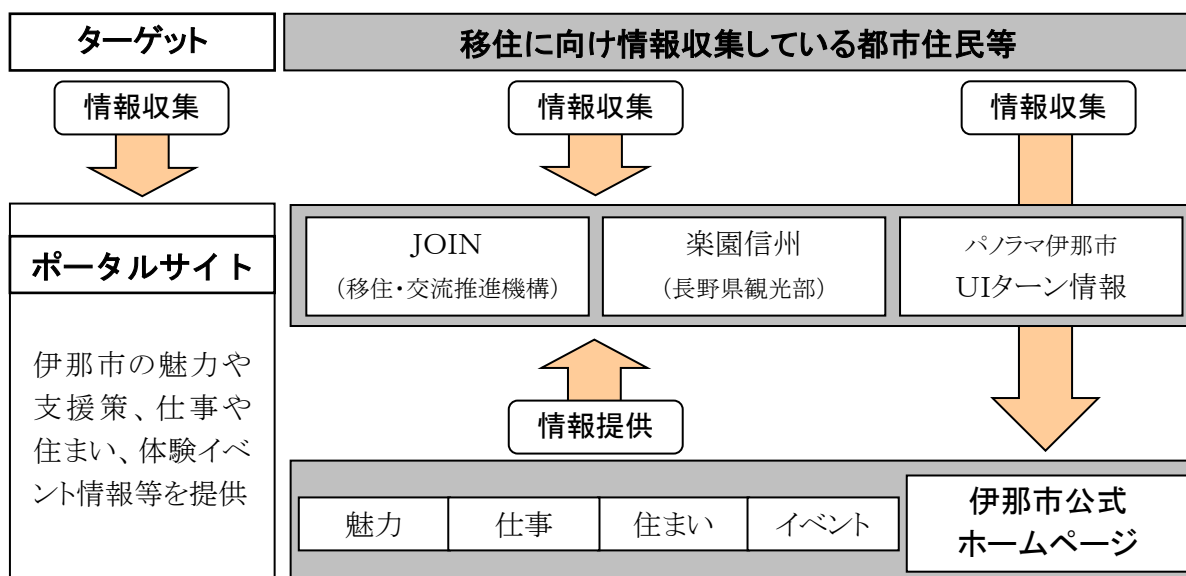 ターゲット
移住に向け情報収集している都市住民等
情報収集
情報収集
情報収集
ポータルサイト
伊那市の魅力や
支援策、仕事や
住まい、体験イベ
ント情報等を提供
JOIN
(移住・交流推進機構)
楽園信州
(長野県観光部)
パノラマ伊那市
UIターン情報
情報提供
魅力
仕事
住まい
イベント
伊那市公式
ホームページ